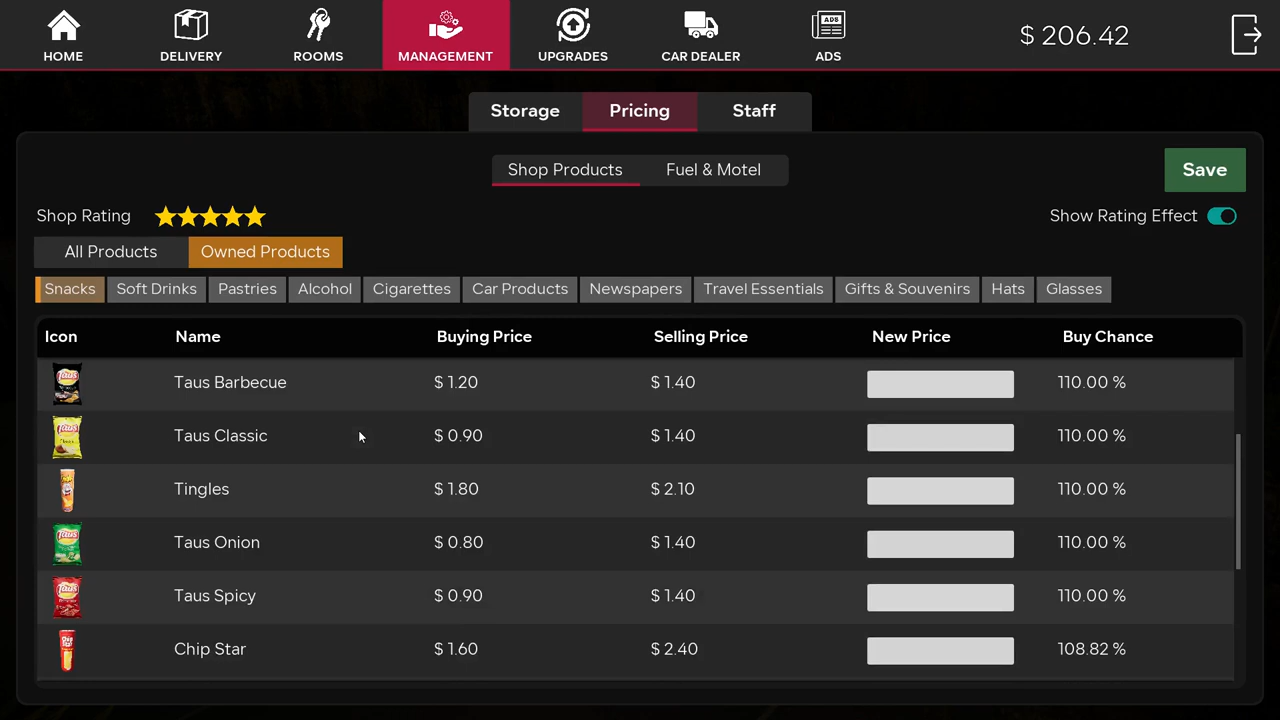 HOME DELIVERY ROOMS MANAGEMENT UPGRADES CAR DEALER ADS $ 206.42
Storage Pricing Staff
Shop Products Fuel & Motel Save
Shop Rating Show Rating Effect
All Products Owned Products
Snacks Soft Drinks Pastries Alcohol Cigarettes Car Products Newspapers Travel Essentials Gifts & Souvenirs Hats Glasses
Icon Name Buying Price Selling Price New Price Buy Chance
Taus Barbecue $ 1.20 $ 1.40 110.00 %
Taus Classic $ 0.90 $ 1.40 110.00 %
Tingles $ 1.80 $ 2.10 110.00 %
Taus Onion $ 0.80 $ 1.40 110.00 %
Taus Spicy $ 0.90 $ 1.40 110.00 %
Chip Star $ 1.60 $ 2.40 108.82 %